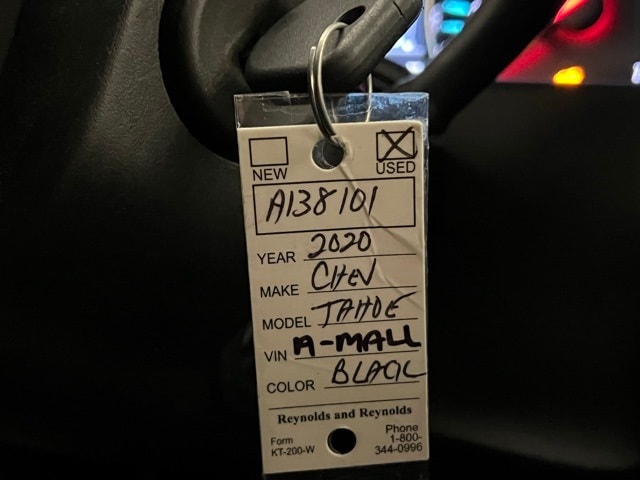 NEW USED
A138101
YEAR 2020
MAKE CHEV
MODEL TAHOE
VIN A-MALL
COLOR BLACK
Reynolds and Reynolds
Form
KT-200-W
Phone
1-800-
344-0996